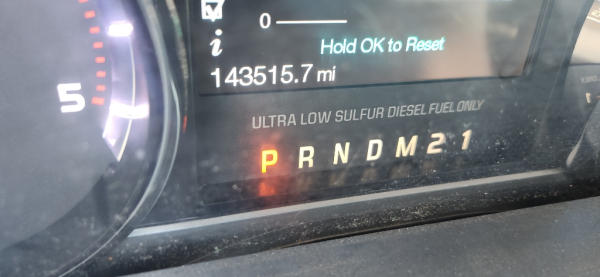 0
i
Hold OK to Reset
143515.7 mi
5
ULTRA LOW SULFUR DIESEL FUEL ONLY
P R N D M 2 1